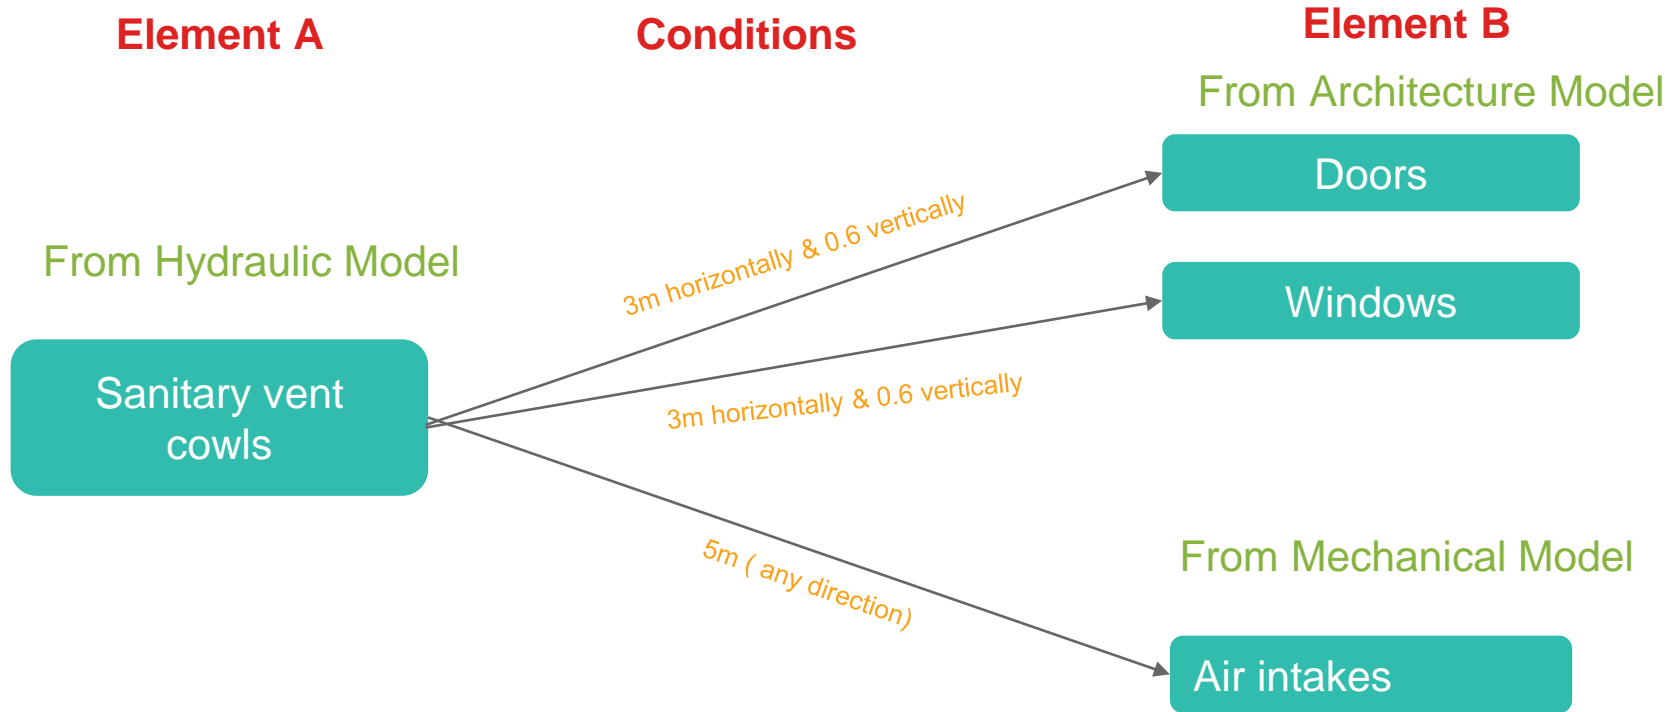 Element A
Conditions
Element B
From Architecture Model
Doors
3m horizontally & 0.6 vertically
From Hydraulic Model
Windows
Sanitary vent
cowls
3m horizontally & 0.6 vertically
5m ( any direction)
From Mechanical Model
Air intakes